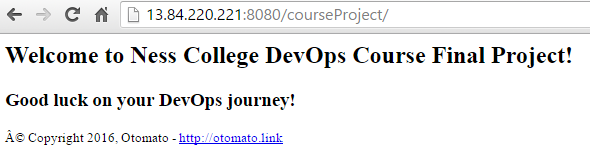 13.84.220.221:8080/courseProject/
Welcome to Ness College DevOps Course Final Project!
Good luck on your DevOps journey!
Â© Copyright 2016, Otomato - http://otomato.link